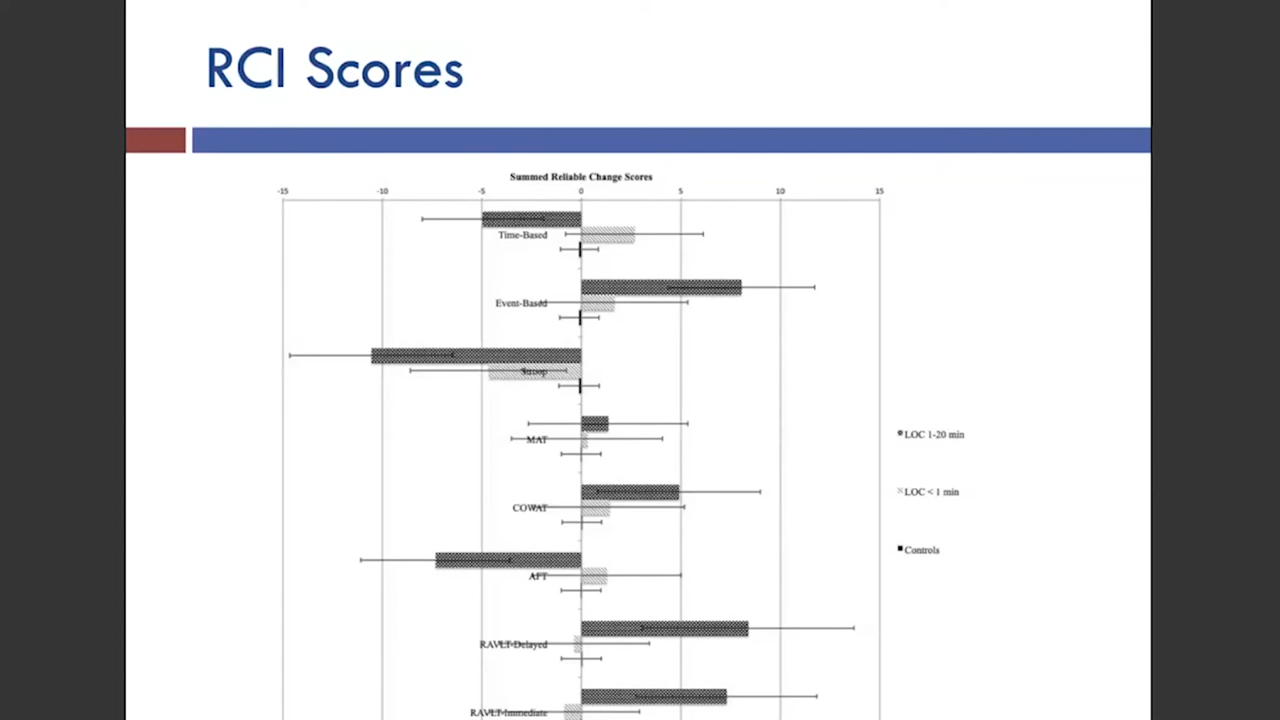 RCI Scores
Summed Reliable Change Scores
-15 -10 -5 0 5 10 15
Time-Based
Event-Based
Stroop
MAT
LOC 1-20 min
LOC < 1 min
COWAT
Controls
AFT
RAVLT-Delayed
RAVLT-Immediate